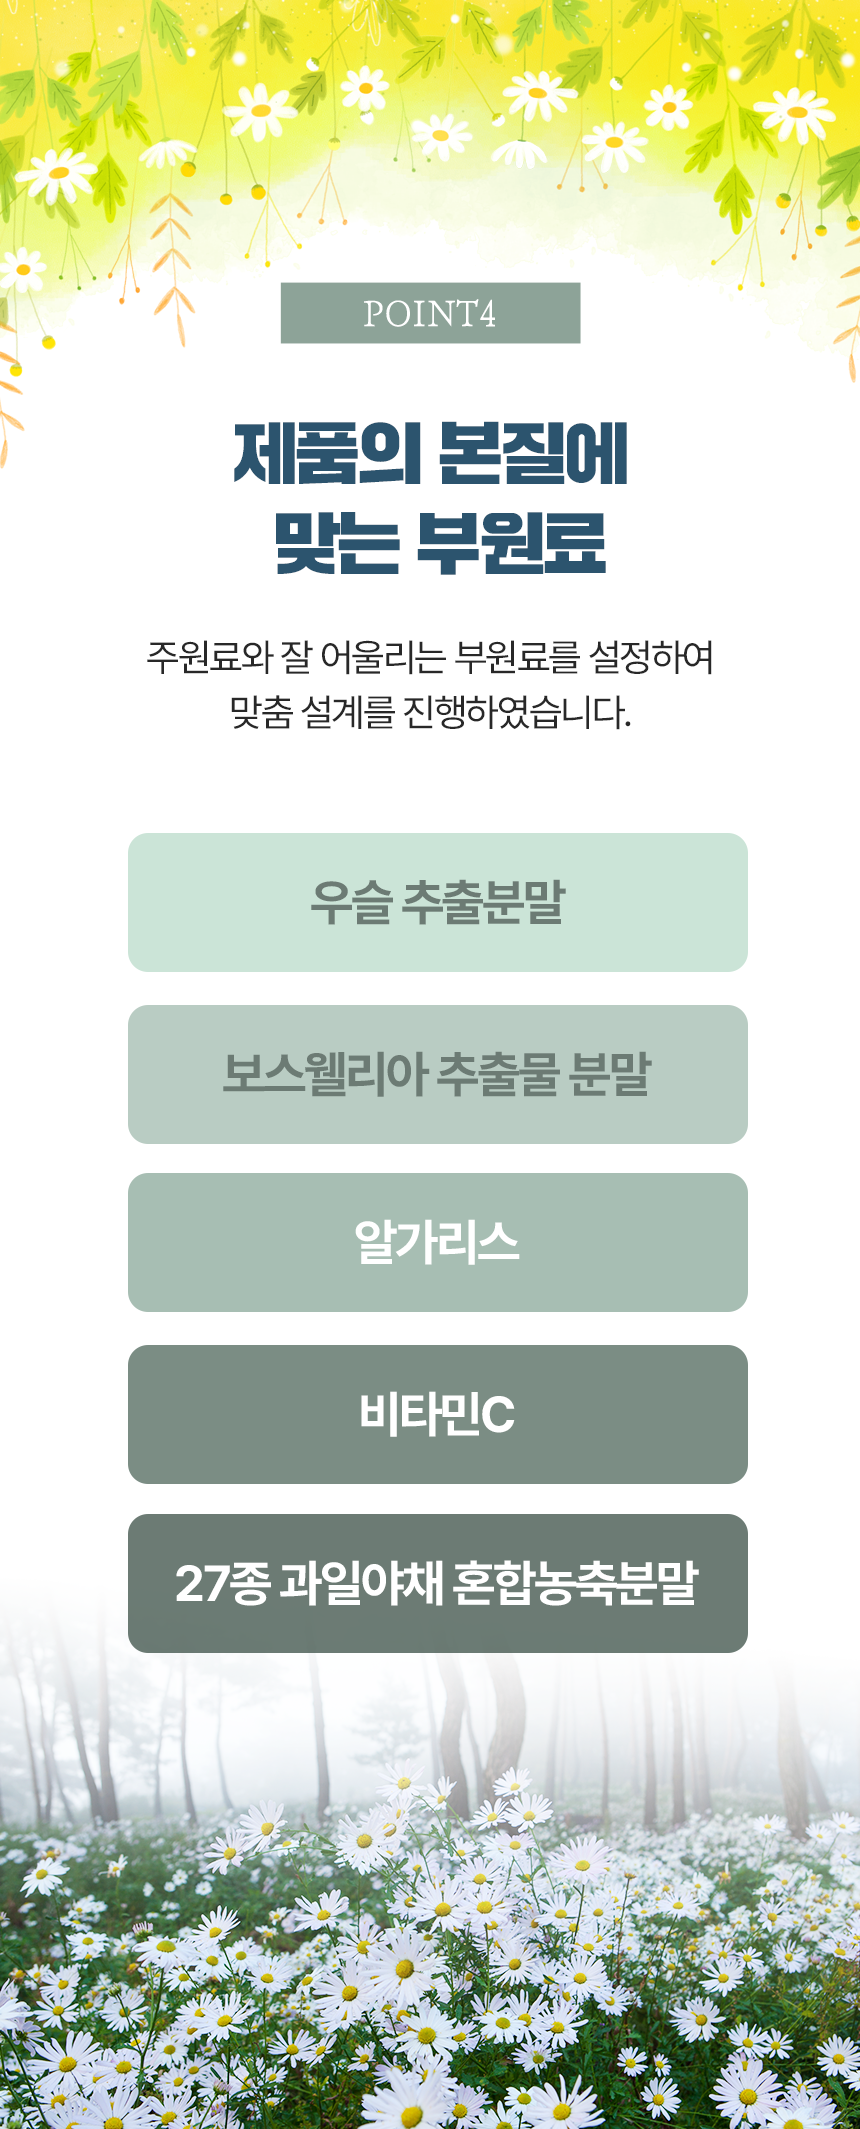 POINT4
제품의 본질에
맞는 부원료
주원료와 잘 어울리는 부원료를 설정하여
맞춤 설계를 진행하였습니다.
우슬 추출분말
보스웰리아 추출물 분말
알가리스
비타민C
27종 과일야채 혼합농축분말